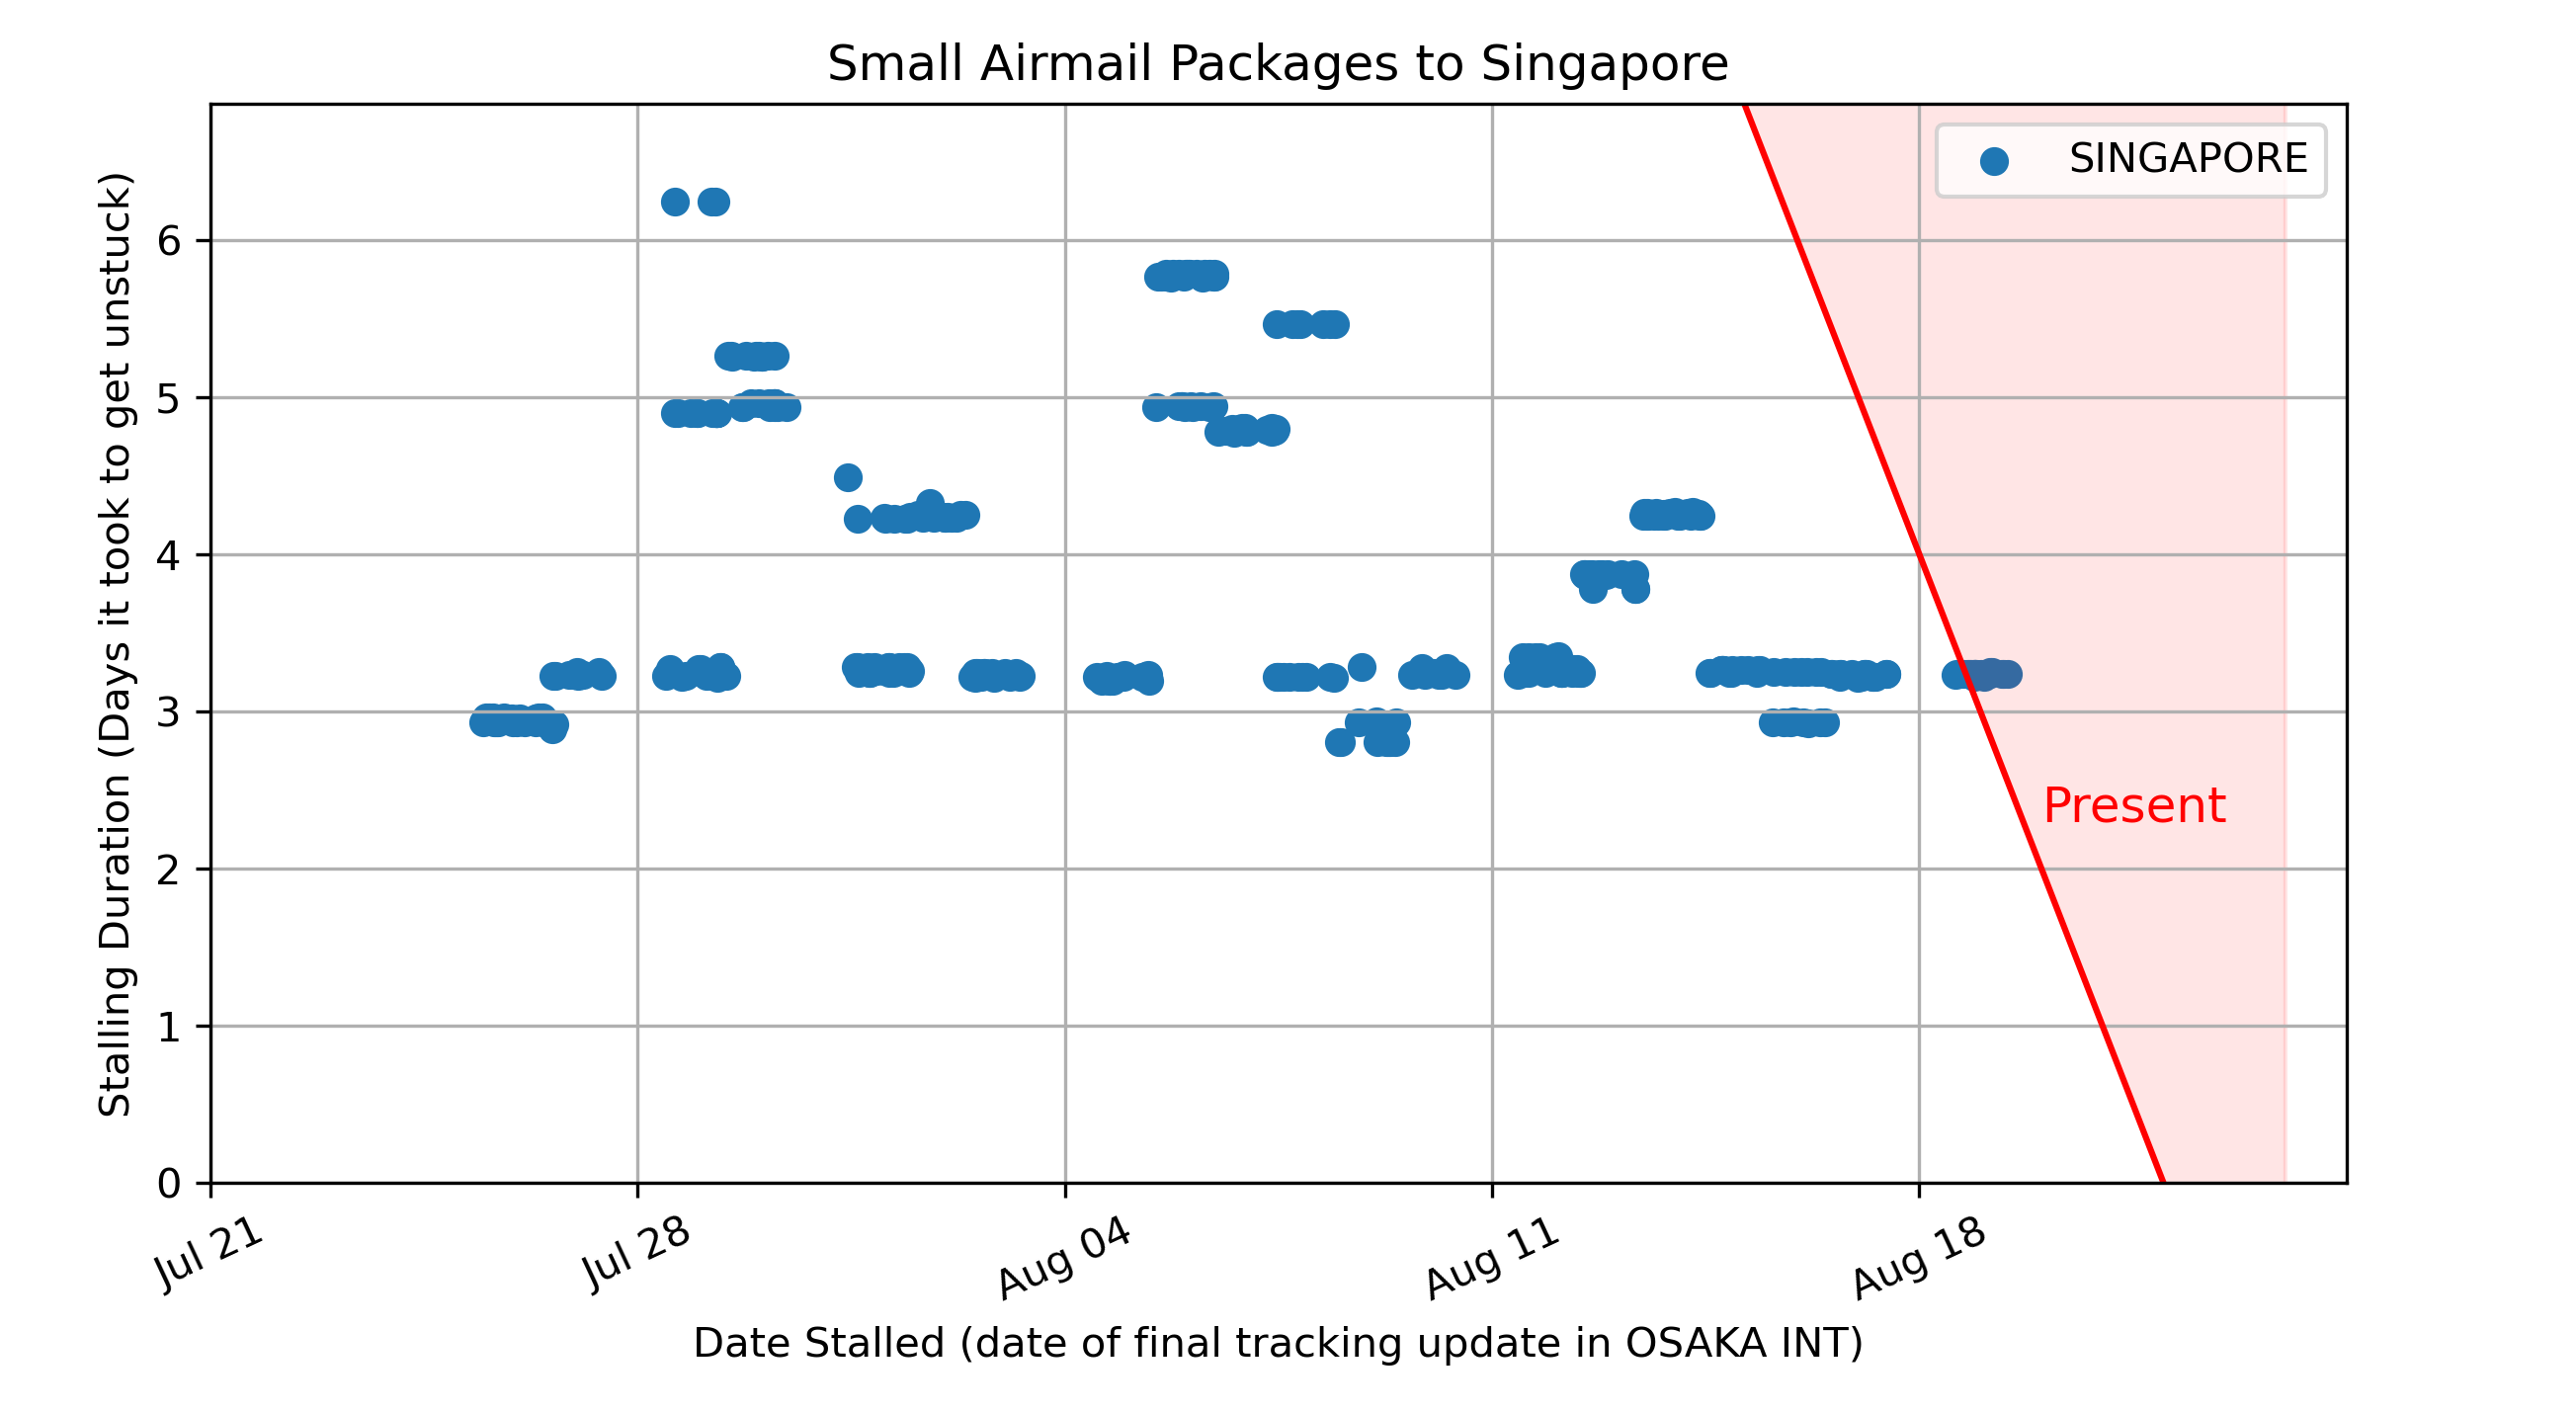 Small Airmail Packages to Singapore
SINGAPORE
Stalling Duration (Days it took to get unstuck)
6
5
4
3
2
1
0
Present
Jul 21
Jul 28
Aug 04
Aug 11
Aug 18
Date Stalled (date of final tracking update in OSAKA INT)